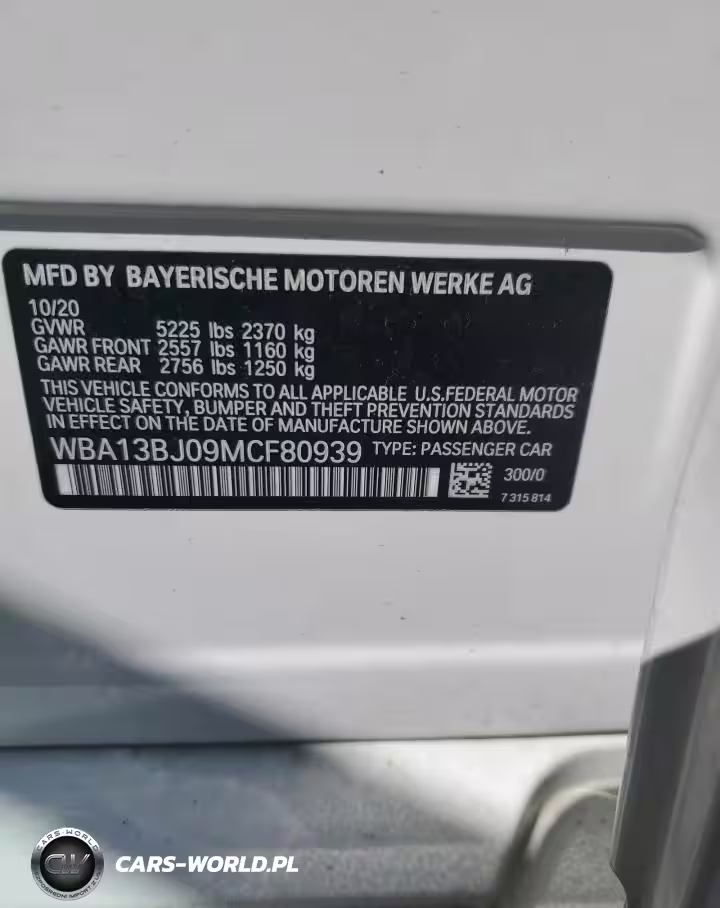 MFD BY BAYERISCHE MOTOREN WERKE AG
10/20
GVWR 5225 lbs 2370 kg
GAWR FRONT 2557 lbs 1160 kg
GAWR REAR 2756 lbs 1250 kg
THIS VEHICLE CONFORMS TO ALL APPLICABLE U.S.FEDERAL MOTOR
VEHICLE SAFETY, BUMPER AND THEFT PREVENTION STANDARDS
IN EFFECT ON THE DATE OF MANUFACTURE SHOWN ABOVE.
WBA13BJ09MCF80939 TYPE: PASSENGER CAR
300/0
7 315 814
CARS-WORLD
CW
CARS-WORLD.PL